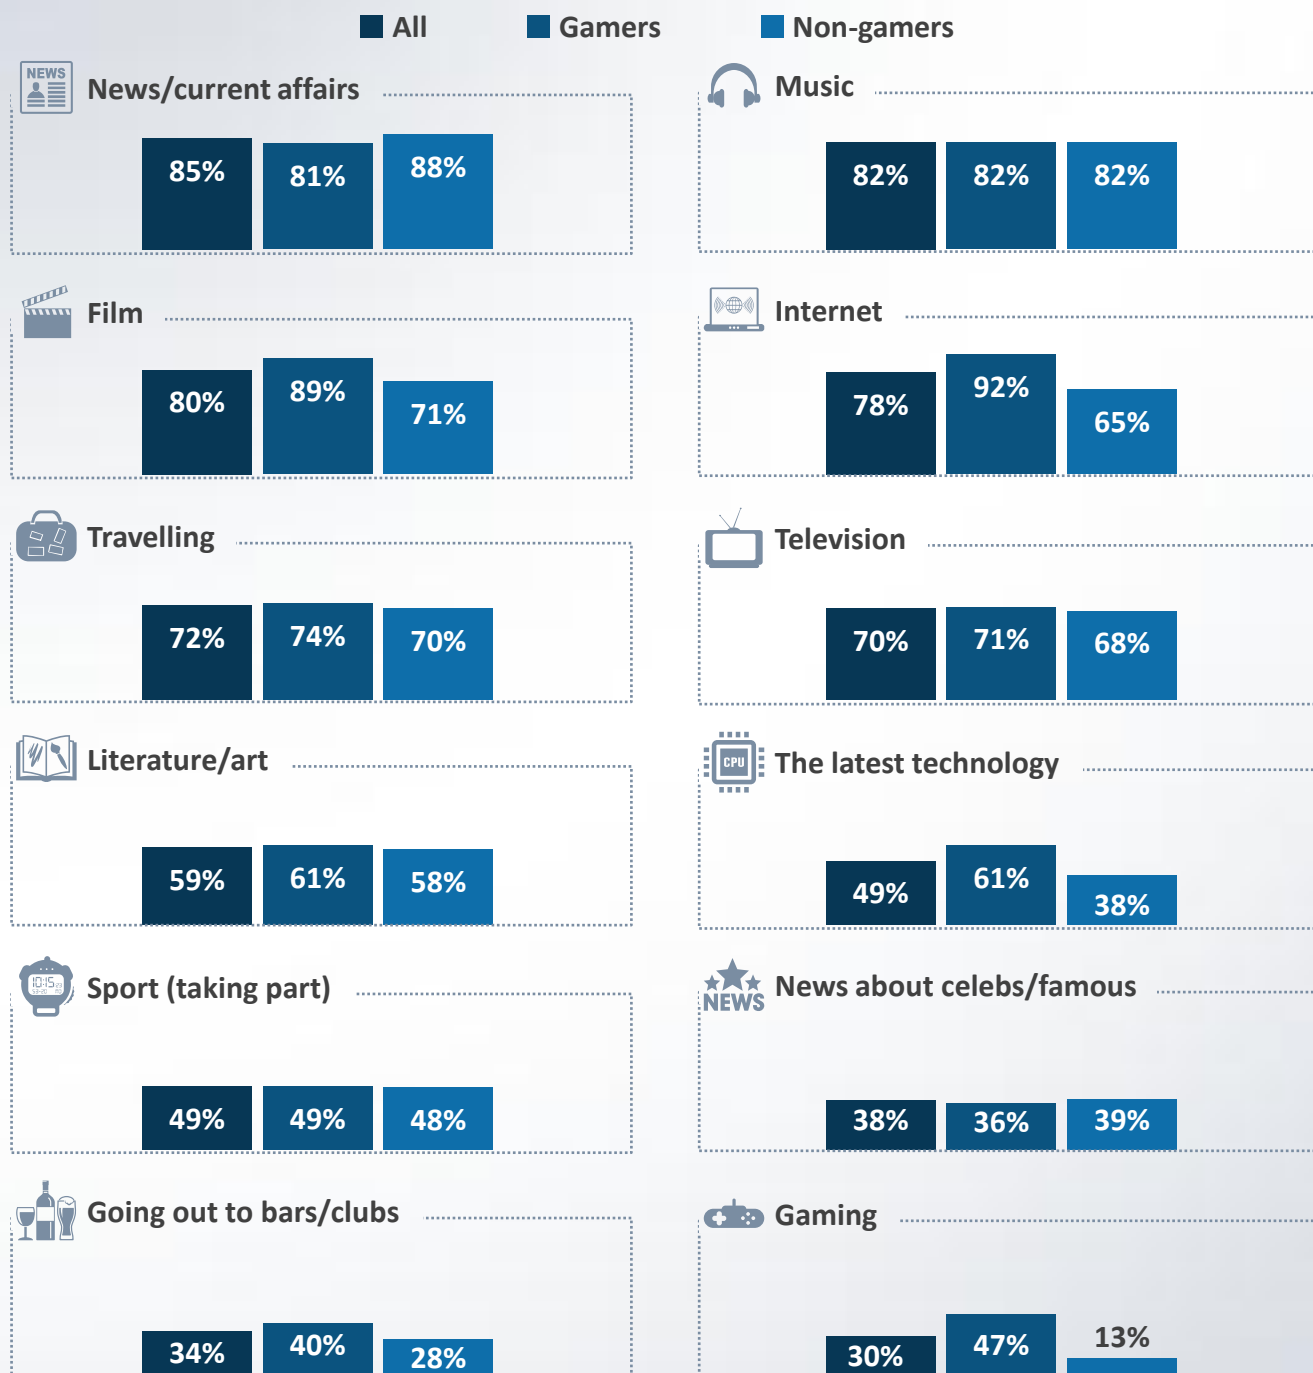 All Gamers Non-gamers
NEWS
News/current affairs
85% 81% 88%
Music
82% 82% 82%
Film
80% 89% 71%
Internet
78% 92% 65%
Travelling
72% 74% 70%
Television
70% 71% 68%
Literature/art
59% 61% 58%
CPU
The latest technology
49% 61% 38%
10:15
Sport (taking part)
49% 49% 48%
NEWS
News about celebs/famous
38% 36% 39%
Going out to bars/clubs
34% 40% 28%
Gaming
30% 47% 13%